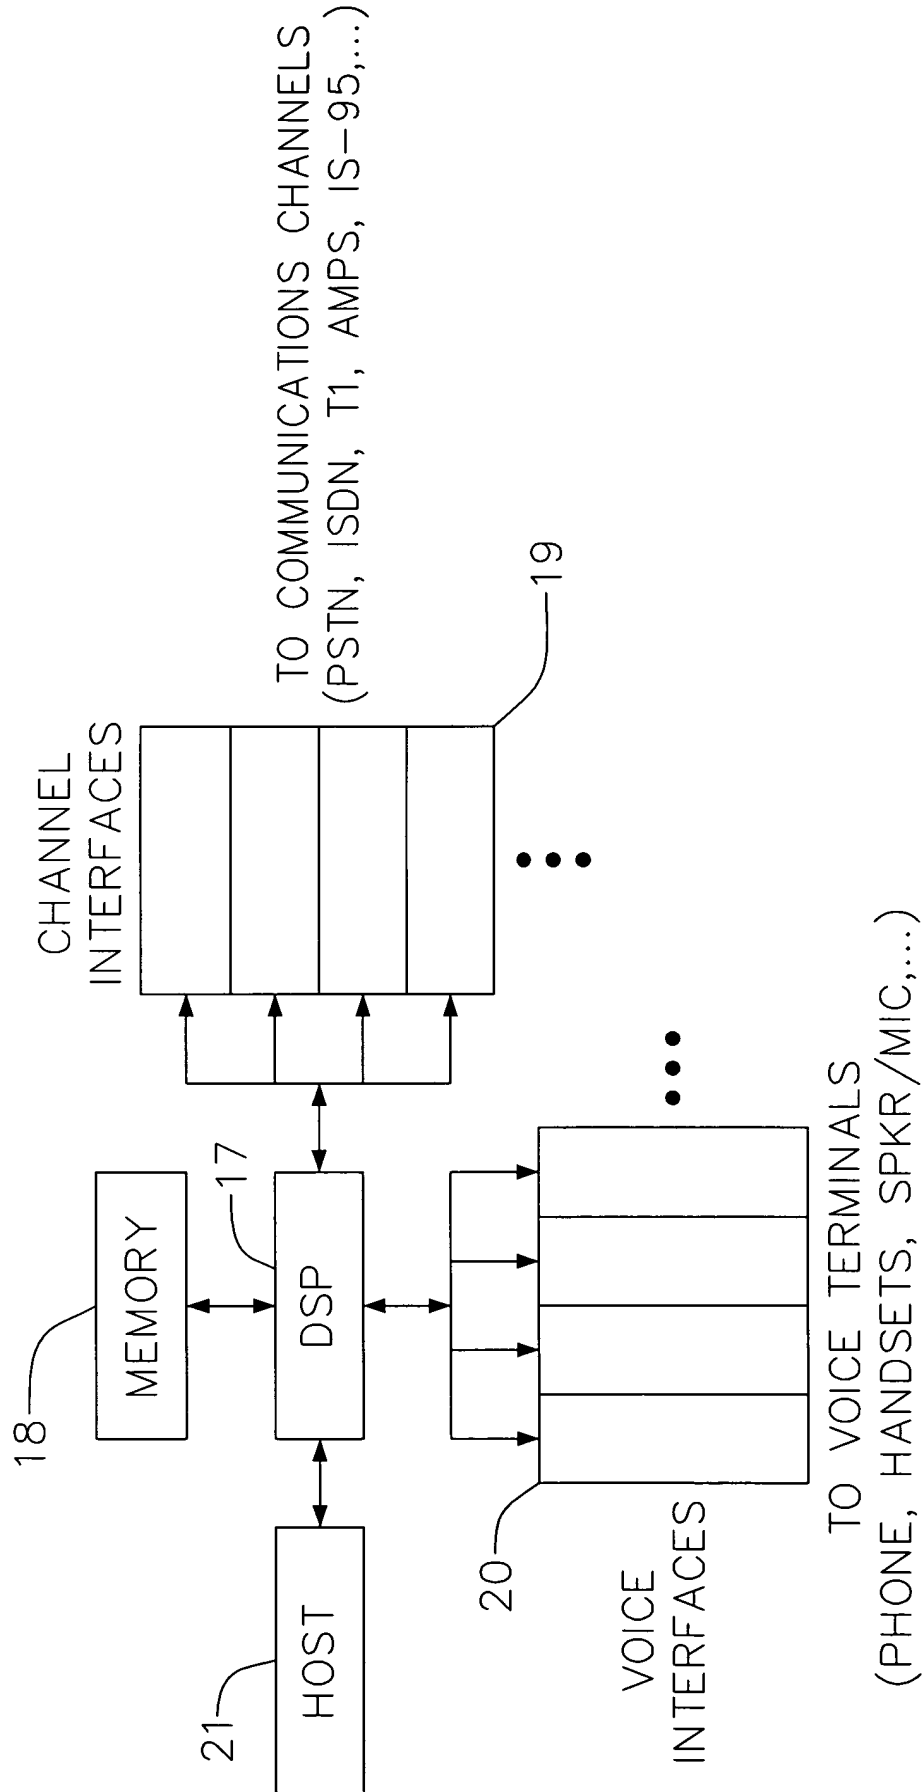 CHANNEL
INTERFACES
TO COMMUNICATIONS CHANNELS
(PSTN, ISDN, T1, AMPS, IS-95,...)
18
MEMORY
17
DSP
19
21
HOST
20
VOICE
INTERFACES
TO VOICE TERMINALS
(PHONE, HANDSETS, SPKR/MIC,...)